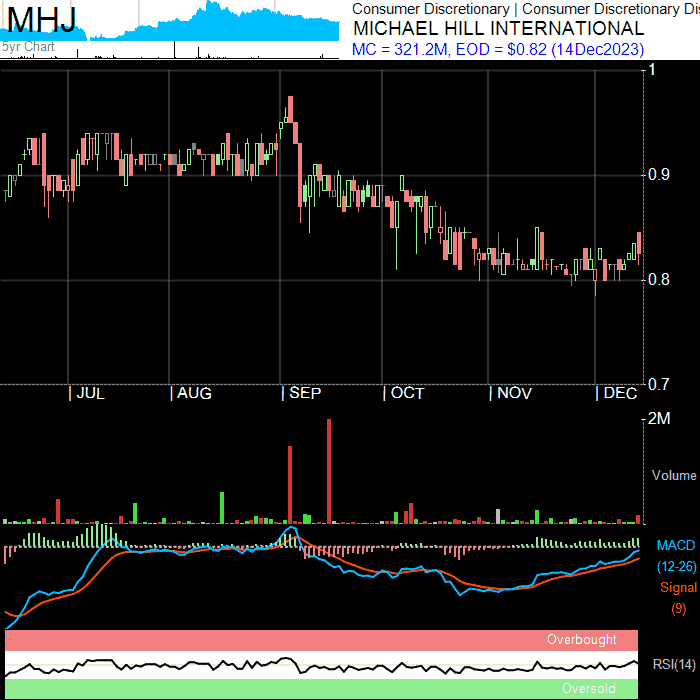 MHJ
5yr Chart
Consumer Discretionary | Consumer Discretionary Dis
MICHAEL HILL INTERNATIONAL
MC = 321.2M, EOD = $0.82 (14Dec2023)
1
0.9
0.8
0.7
| JUL | AUG | SEP | OCT | NOV | DEC
2M
Volume
MACD
(12-26)
Signal
(9)
Overbought
RSI(14)
Oversold